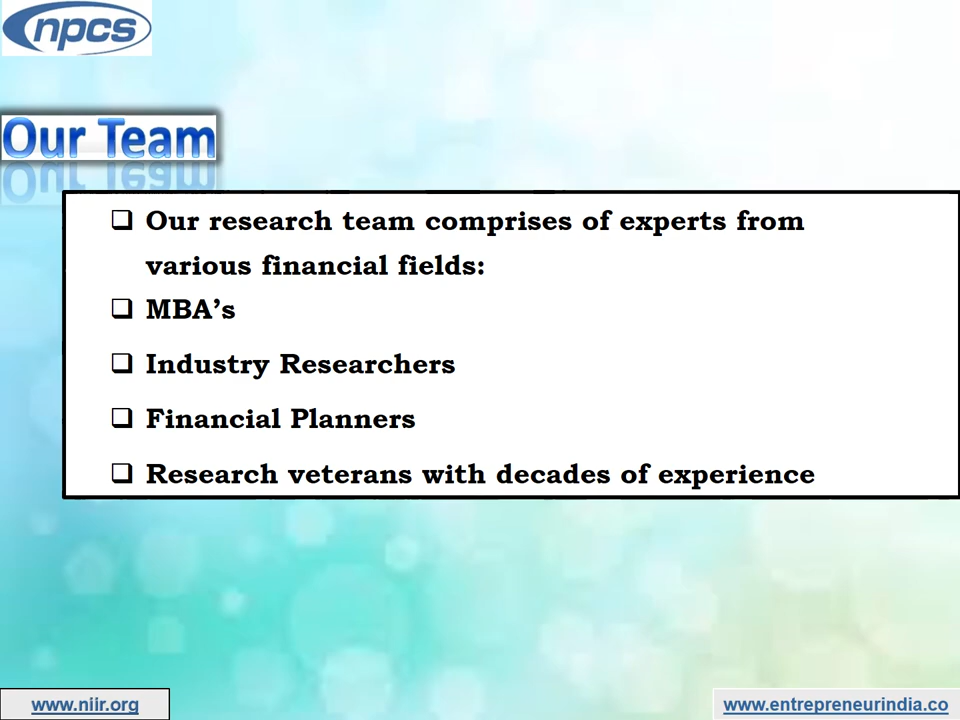 npcs
Our Team
❑ Our research team comprises of experts from
various financial fields:
❑ MBA’s
❑ Industry Researchers
❑ Financial Planners
❑ Research veterans with decades of experience
www.niir.org
www.entrepreneurindia.co